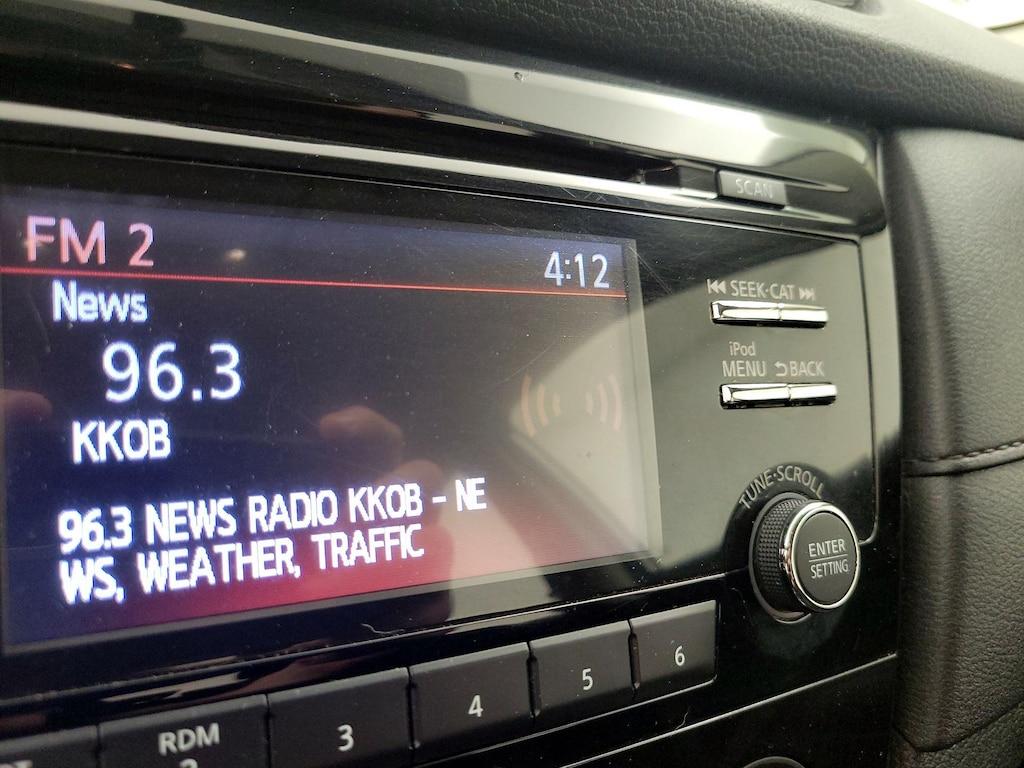 SCAN
FM 2
4:12
News
96.3
KKOB
96.3 NEWS RADIO KKOB - NE
WS, WEATHER, TRAFFIC
SEEK·CAT
iPod
MENU BACK
TUNE·SCROLL
ENTER
SETTING
RDM
3
4
5
6